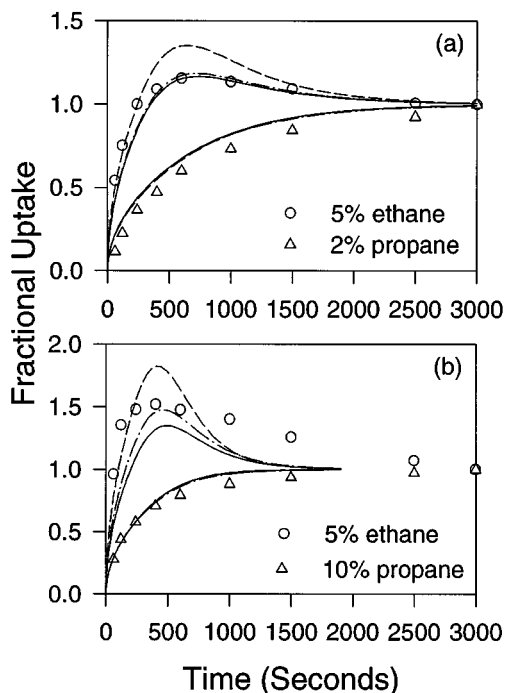 (a)
1.5
1.0
0.5
0.0
5% ethane
2% propane
0 500 1000 1500 2000 2500 3000
Fractional Uptake
(b)
2.0
1.5
1.0
0.5
0.0
5% ethane
10% propane
0 500 1000 1500 2000 2500 3000
Time (Seconds)